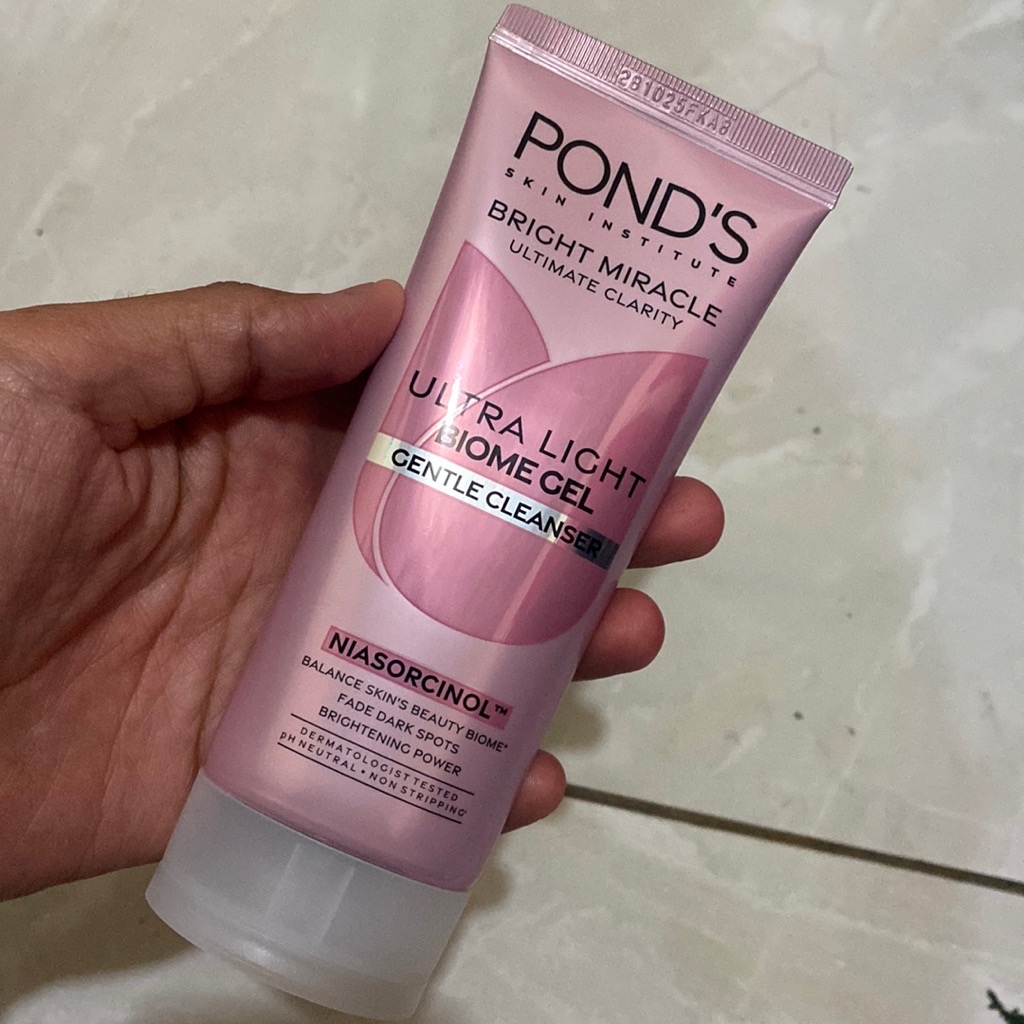 281025FKA8
POND'S
SKIN INSTITUTE
BRIGHT MIRACLE
ULTIMATE CLARITY
ULTRA LIGHT
BIOME GEL
GENTLE CLEANSER
NIASORCINOL™
BALANCE SKIN'S BEAUTY BIOME*
FADE DARK SPOTS
BRIGHTENING POWER
DERMATOLOGIST TESTED
pH NEUTRAL • NON STRIPPING*